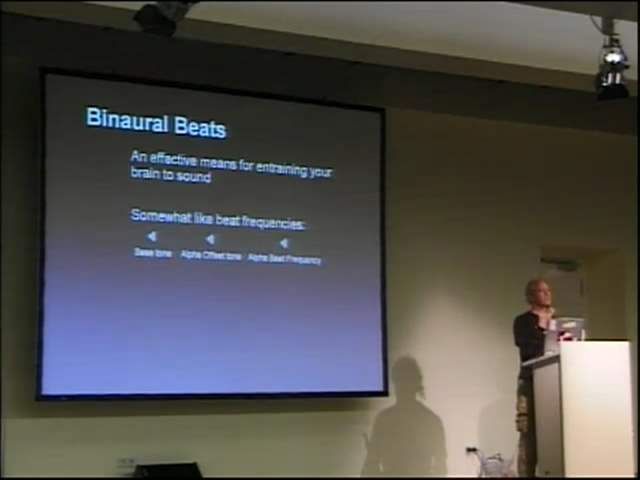 Binaural Beats
An effective means for entraining your
brain to sound
Somewhat like beat frequencies:
Base tone Alpha Offset tone Alpha Beat Frequency